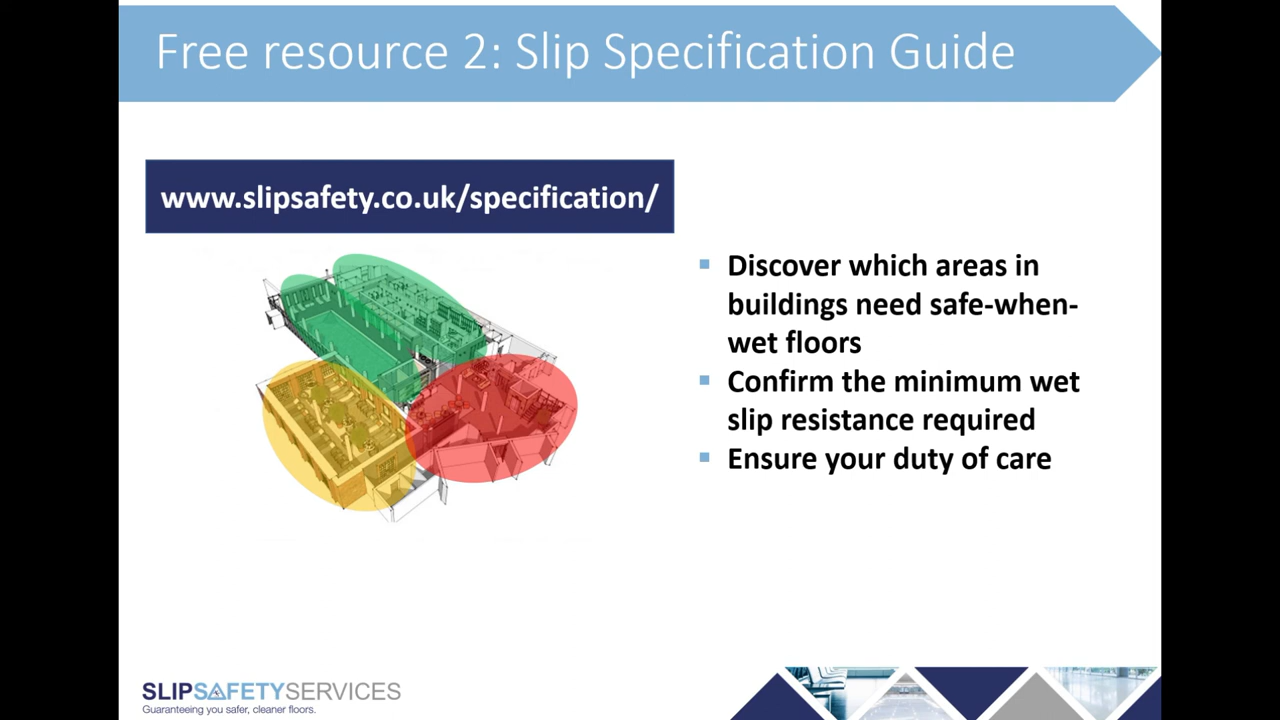 Free resource 2: Slip Specification Guide
www.slipsafety.co.uk/specification/
▪ Discover which areas in
buildings need safe-when-
wet floors
▪ Confirm the minimum wet
slip resistance required
▪ Ensure your duty of care
SLIPSAFETYSERVICES
Guaranteeing you safer, cleaner floors.